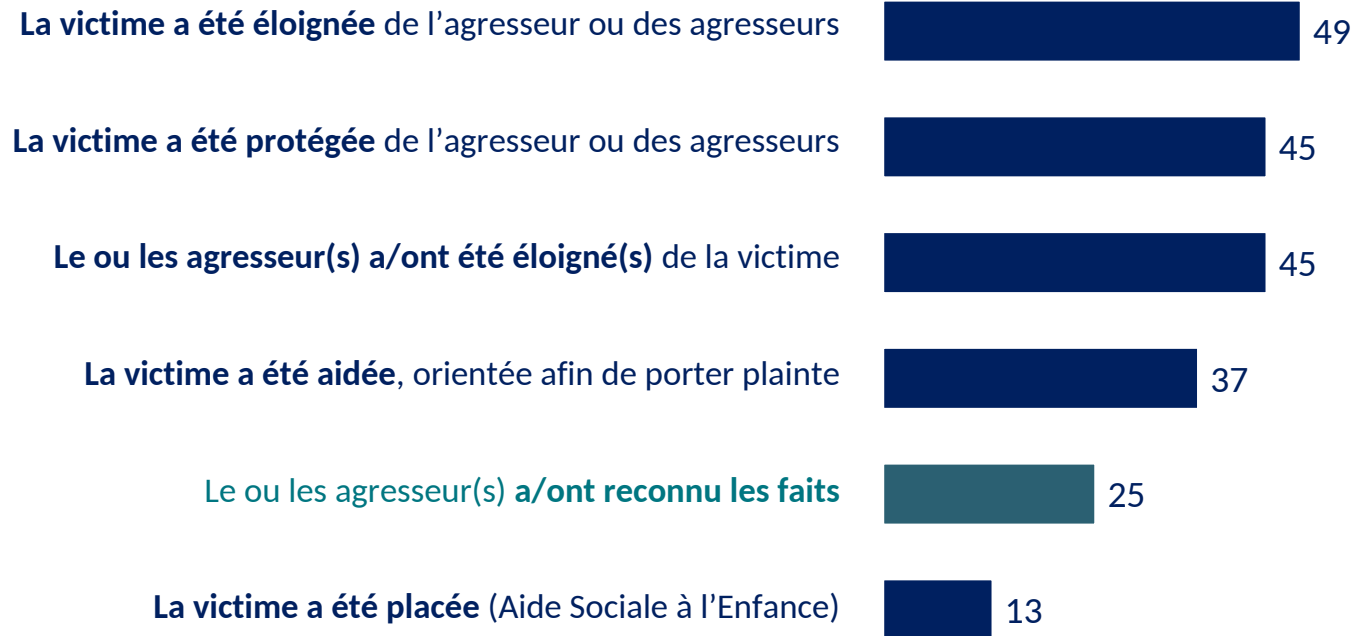 La victime a été éloignée de l’agresseur ou des agresseurs 49
La victime a été protégée de l’agresseur ou des agresseurs 45
Le ou les agresseur(s) a/ont été éloigné(s) de la victime 45
La victime a été aidée, orientée afin de porter plainte 37
Le ou les agresseur(s) a/ont reconnu les faits 25
La victime a été placée (Aide Sociale à l’Enfance) 13